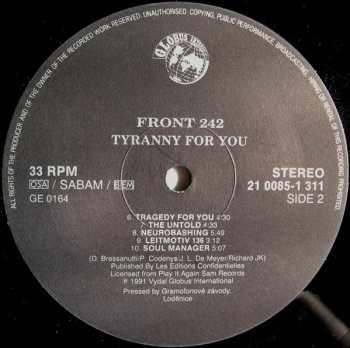 ALL RIGHTS OF THE PRODUCER AND OF THE OWNER OF THE RECORDED WORK RESERVED. UNAUTHORISED COPYING, PUBLIC PERFORMANCE, BROADCASTING, HIRING OR RENTAL OF THIS RECORDING PROHIBITED.
GLOBUS INTERNATIONAL
FRONT 242
TYRANNY FOR YOU
33 RPM
OSA / SABAM / BIEM
GE 0164
STEREO
21 0085-1 311
SIDE 2
6. TRAGEDY FOR YOU 4:30
7. THE UNTOLD 4:30
8. NEUROBASHING 5:50
9. LEITMOTIV 136 3:12
10. SOUL MANAGER 5:07
(D. Bressanutti/P. Codenys/J. L. De Meyer/Richard JK)
Published By Les Editions Confidentielles
Licensed from Play It Again Sam Records
℗ 1991 Vydal Globus International
Pressed by Gramofonové závody,
Loděnice